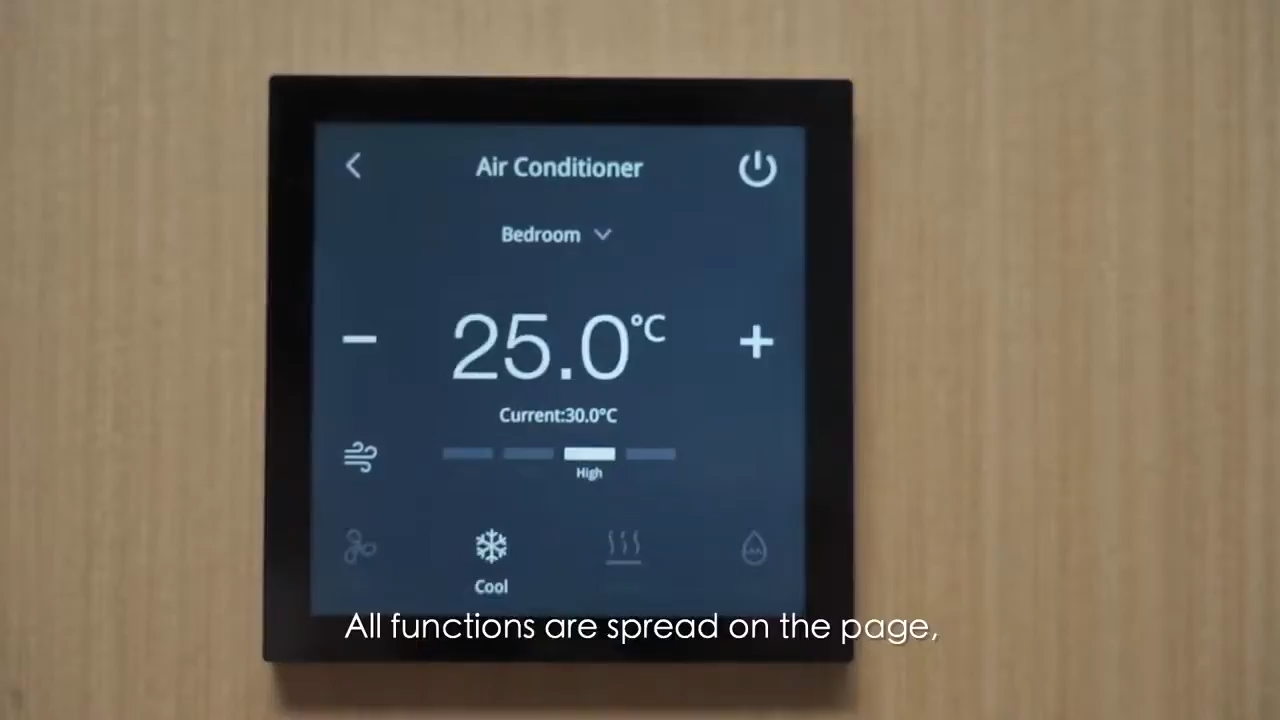 Air Conditioner
Bedroom
25.0°C
Current:30.0°C
High
Cool
All functions are spread on the page,